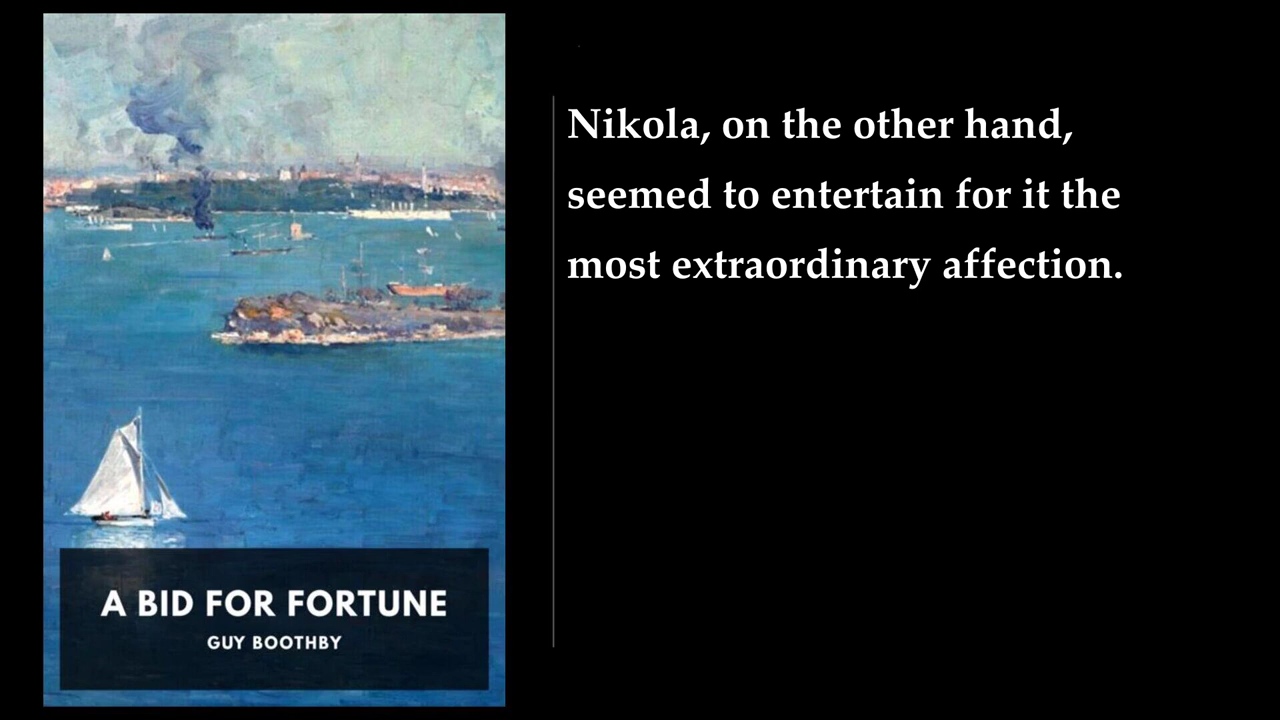 Nikola, on the other hand,
seemed to entertain for it the
most extraordinary affection.
A BID FOR FORTUNE
GUY BOOTHBY